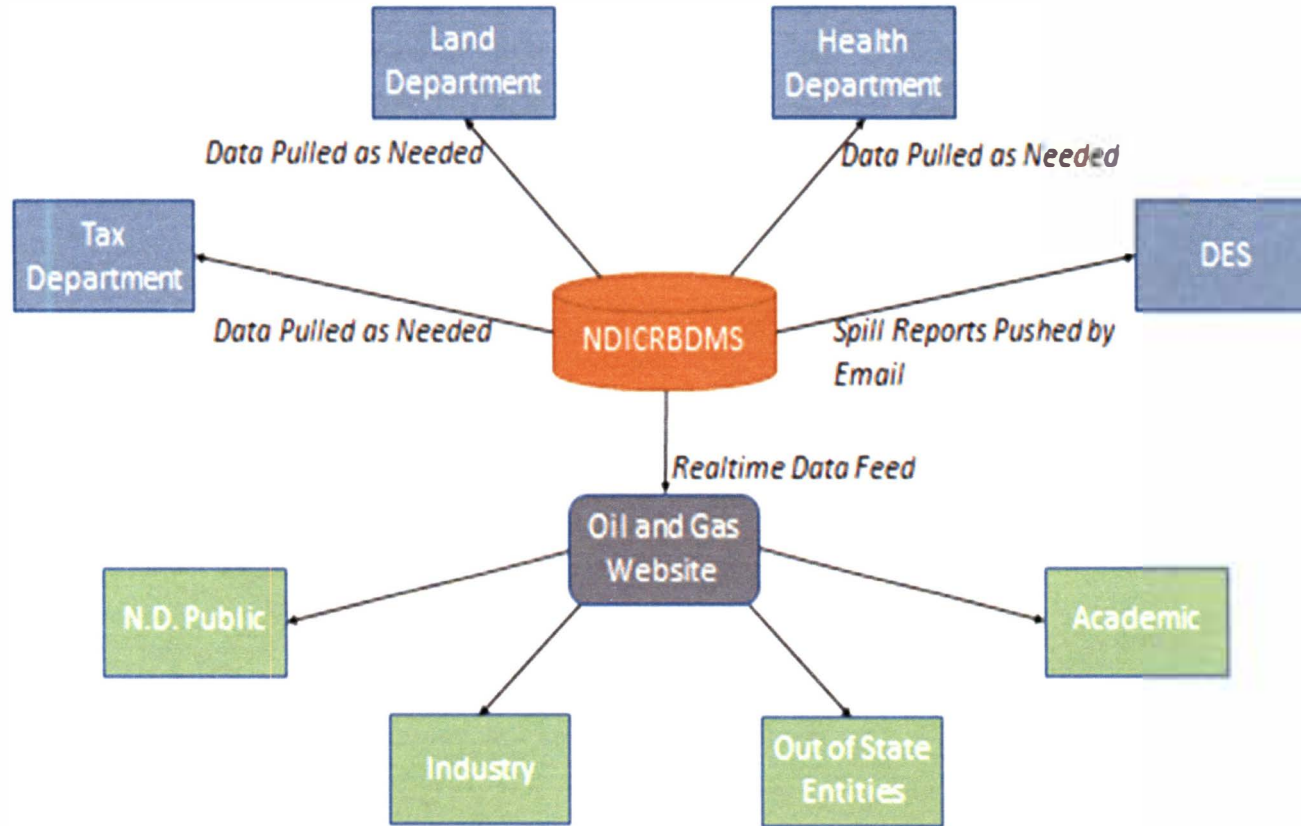 Land
Department
Health
Department
Data Pulled as Needed
Data Pulled as Needed
Tax
Department
DES
NDICRBDMS
Data Pulled as Needed
Spill Reports Pushed by
Email
Realtime Data Feed
Oil and Gas
Website
N.D. Public
Academic
Industry
Out of State
Entities